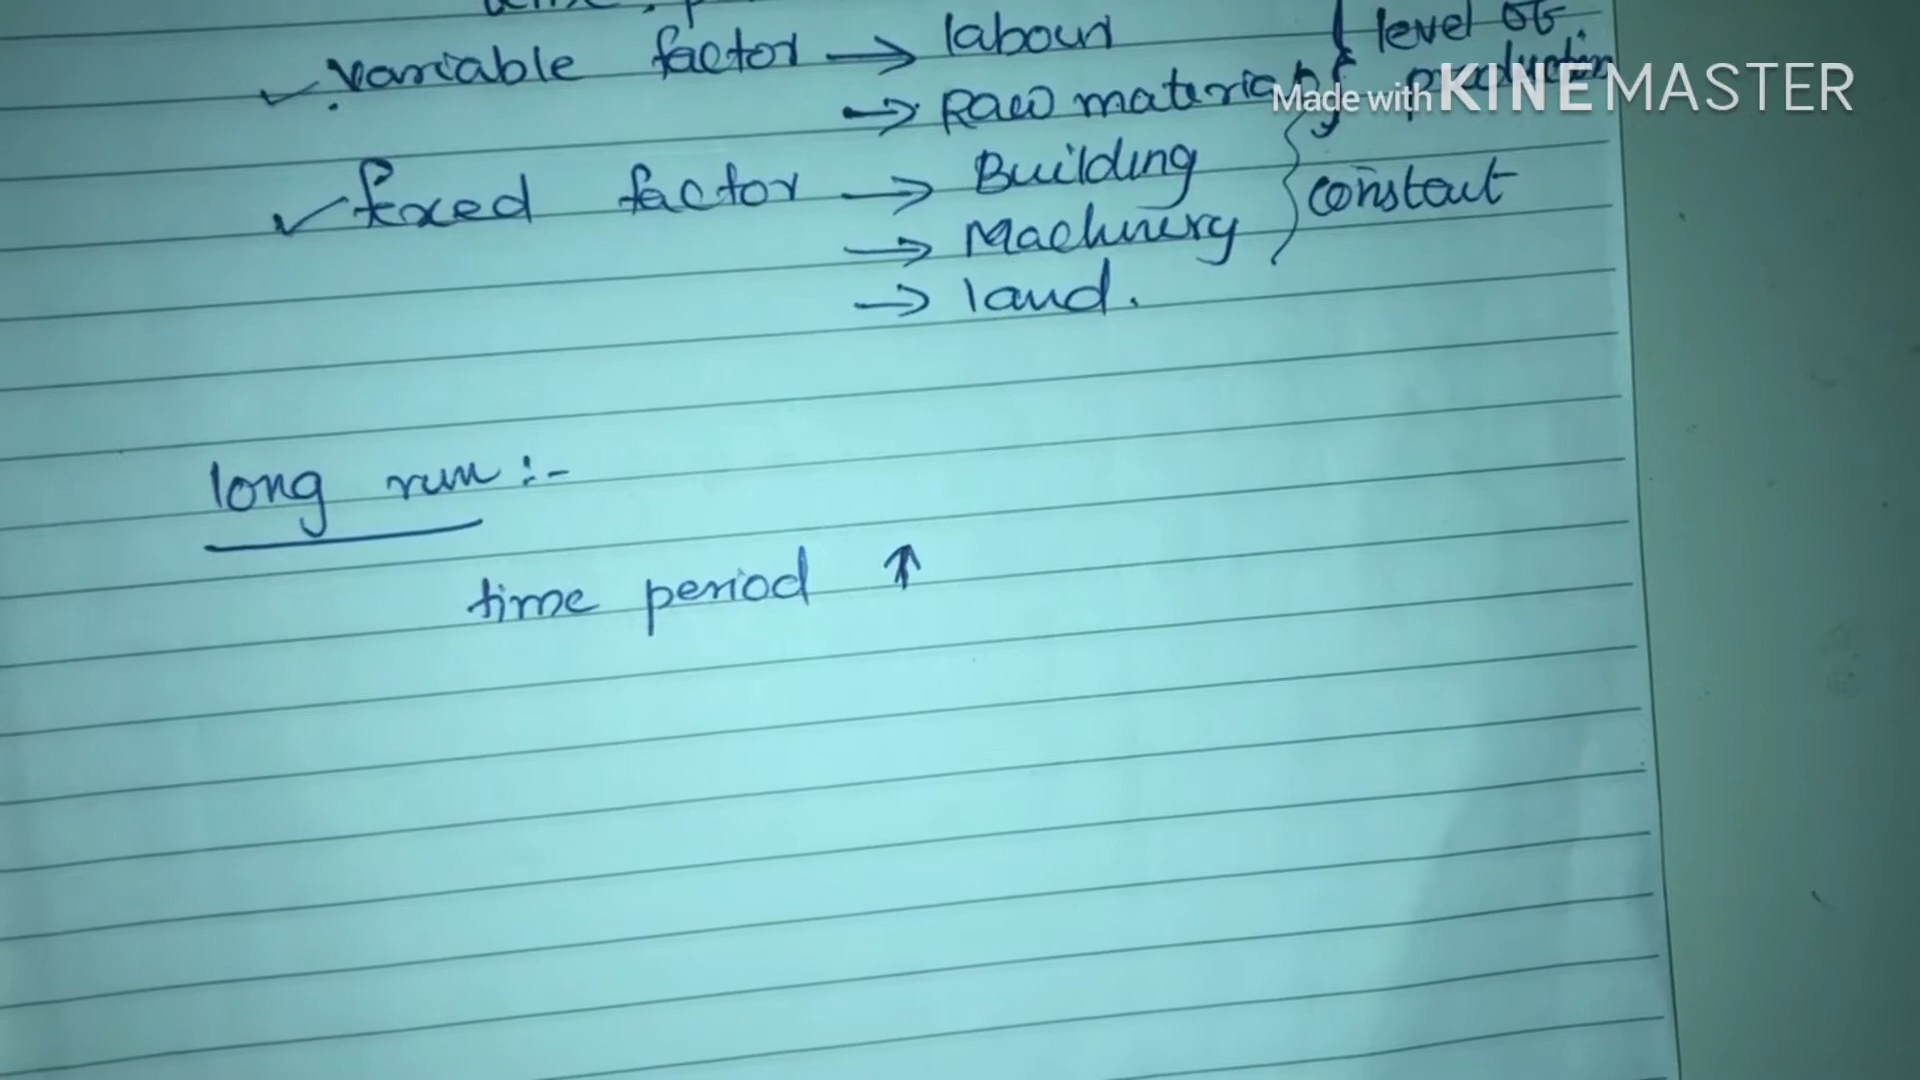 ✓ variable factor → labour } level of
→ Raw material production
Made with KINEMASTER
✓ fixed factor → Building } constant
→ Machinery
→ land.
long run :-
time period ↑